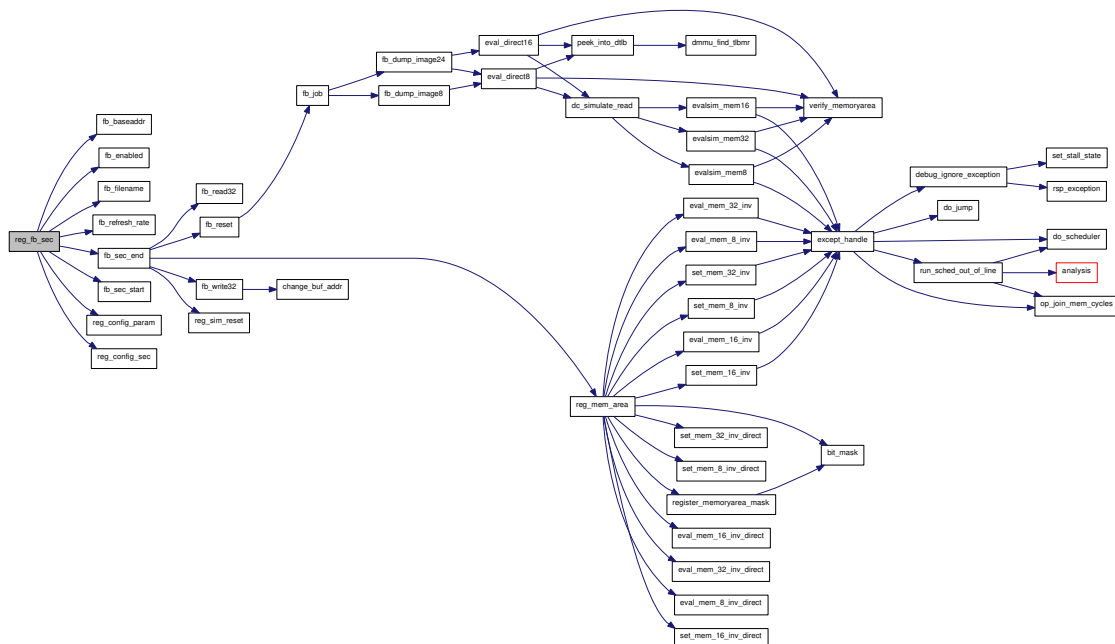 reg_fb_sec
fb_baseaddr
fb_enabled
fb_filename
fb_refresh_rate
fb_sec_end
fb_sec_start
reg_config_param
reg_config_sec
fb_read32
fb_reset
fb_write32
reg_sim_reset
change_buf_addr
fb_job
fb_dump_image24
fb_dump_image8
eval_direct16
eval_direct8
peek_into_dtlb
dc_simulate_read
dmmu_find_tlbmr
evalsim_mem16
evalsim_mem32
evalsim_mem8
verify_memoryarea
reg_mem_area
eval_mem_32_inv
eval_mem_8_inv
set_mem_32_inv
set_mem_8_inv
eval_mem_16_inv
set_mem_16_inv
set_mem_32_inv_direct
set_mem_8_inv_direct
register_memoryarea_mask
eval_mem_16_inv_direct
eval_mem_32_inv_direct
eval_mem_8_inv_direct
set_mem_16_inv_direct
except_handle
bit_mask
debug_ignore_exception
do_jump
run_sched_out_of_line
set_stall_state
rsp_exception
do_scheduler
analysis
op_join_mem_cycles